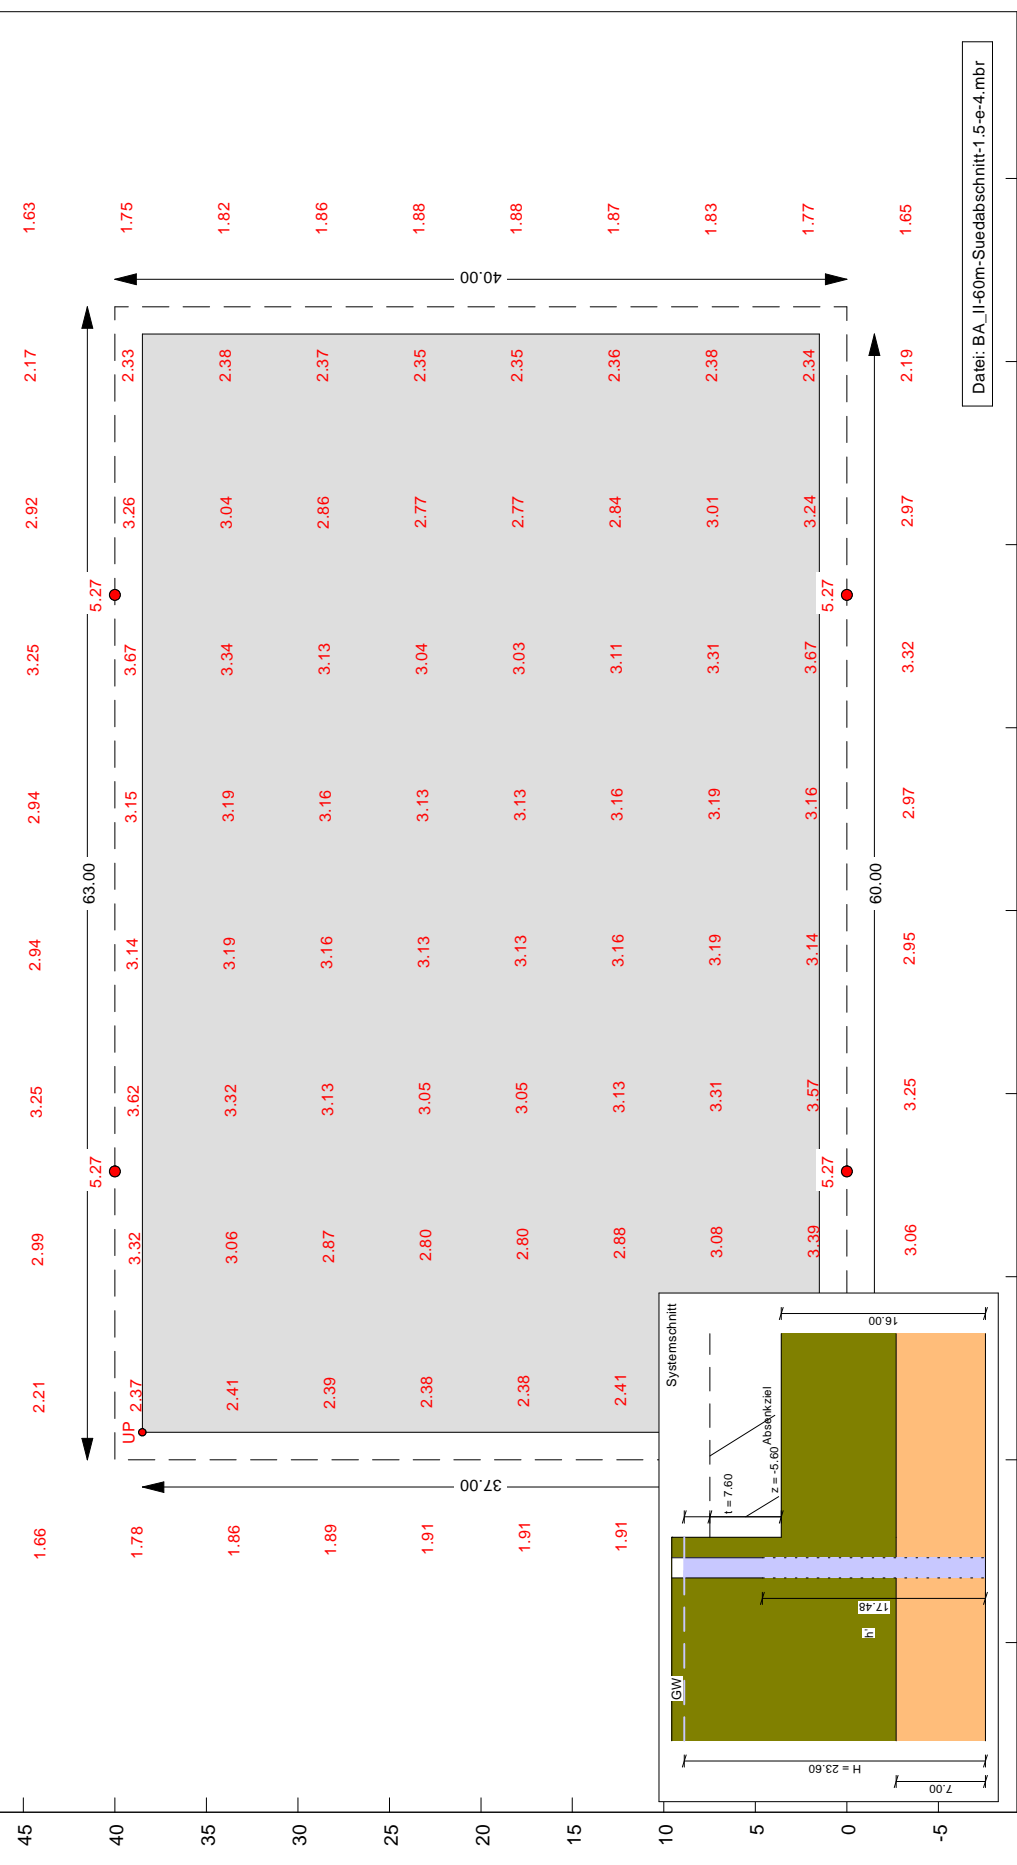 45 1.66 2.21 2.99 3.25 2.94 2.94 3.25 2.92 2.17 1.63
63.00
5.27 5.27
40 1.78 UP 2.37 3.32 3.62 3.14 3.15 3.67 3.26 2.33 1.75
35 1.86 2.41 3.06 3.32 3.19 3.19 3.34 3.04 2.38 1.82
30 1.89 2.39 2.87 3.13 3.16 3.16 3.13 2.86 2.37 1.86
25 1.91 2.38 2.80 3.05 3.13 3.13 3.04 2.77 2.35 1.88
37.00 40.00
20 1.91 2.38 2.80 3.05 3.13 3.13 3.03 2.77 2.35 1.88
15 1.91 2.41 2.88 3.13 3.16 3.16 3.11 2.84 2.36 1.87
10 3.08 3.31 3.19 3.19 3.31 3.01 2.38 1.83
5 3.39 3.57 3.14 3.16 3.67 3.24 2.34 1.77
5.27 5.27
0
60.00
-5 3.06 3.25 2.95 2.97 3.32 2.97 2.19 1.65
Systemschnitt
GW
t = 7.60
Absenkziel
z = -5.60
H = 23.60
17.48
h'
16.00
7.00
Datei: BA_II-60m-Suedabschnitt-1.5-e-4.mbr